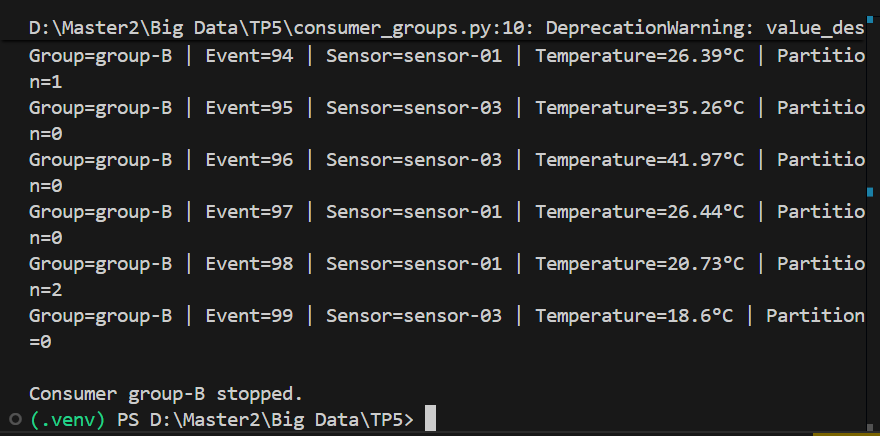 D:\Master2\Big Data\TP5\consumer_groups.py:10: DeprecationWarning: value_des
Group=group-B | Event=94 | Sensor=sensor-01 | Temperature=26.39°C | Partitio
n=1
Group=group-B | Event=95 | Sensor=sensor-03 | Temperature=35.26°C | Partitio
n=0
Group=group-B | Event=96 | Sensor=sensor-03 | Temperature=41.97°C | Partitio
n=0
Group=group-B | Event=97 | Sensor=sensor-01 | Temperature=26.44°C | Partitio
n=0
Group=group-B | Event=98 | Sensor=sensor-01 | Temperature=20.73°C | Partitio
n=2
Group=group-B | Event=99 | Sensor=sensor-03 | Temperature=18.6°C | Partition
=0
Consumer group-B stopped.
(.venv) PS D:\Master2\Big Data\TP5>